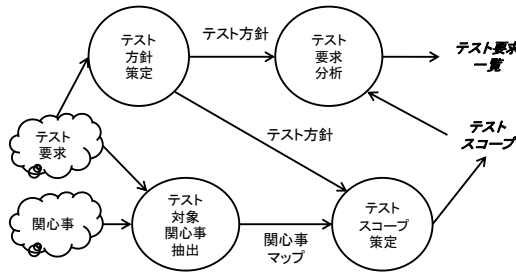 テスト
方針
策定
テスト方針
テスト
要求
分析
テスト要求
一覧
テスト
要求
テスト方針
テスト
スコープ
関心事
テスト
対象
関心事
抽出
関心事
マップ
テスト
スコープ
策定